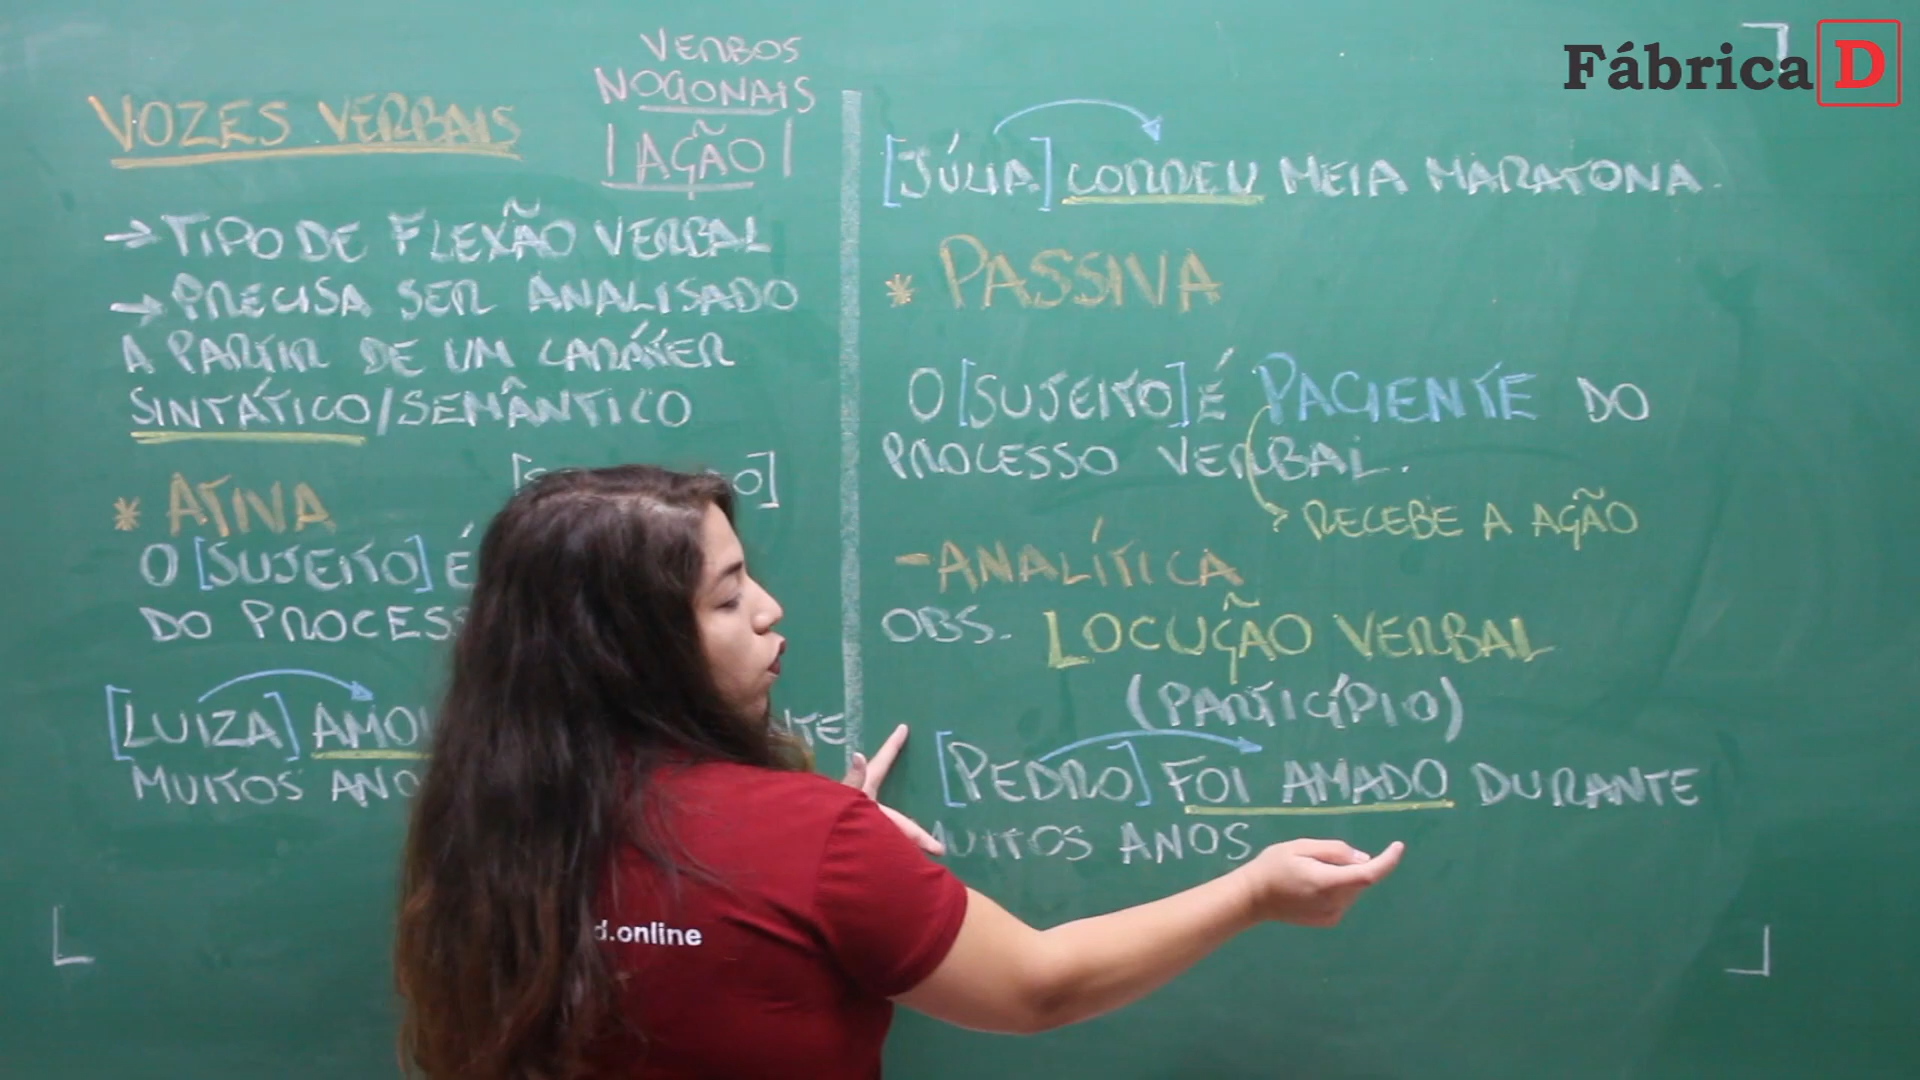 VOZES VERBAIS
VERBOS
NOCIONAIS
|AÇÃO|
→ TIPO DE FLEXÃO VERBAL
→ PRECISA SER ANALISADO
A PARTIR DE UM CARÁTER
SINTÁTICO/SEMÂNTICO
* ATIVA
O [SUJEITO] É
DO PROCESS
[LUIZA] AMOU
MUITOS ANO
[JÚLIA] CORREU MEIA MARATONA.
* PASSIVA
O [SUJEITO] É PACIENTE DO
PROCESSO VERBAL.
→ RECEBE A AÇÃO
- ANALÍTICA
OBS. LOCUÇÃO VERBAL
(PARTICÍPIO)
[PEDRO] FOI AMADO DURANTE
MUITOS ANOS
d.online
Fábrica D